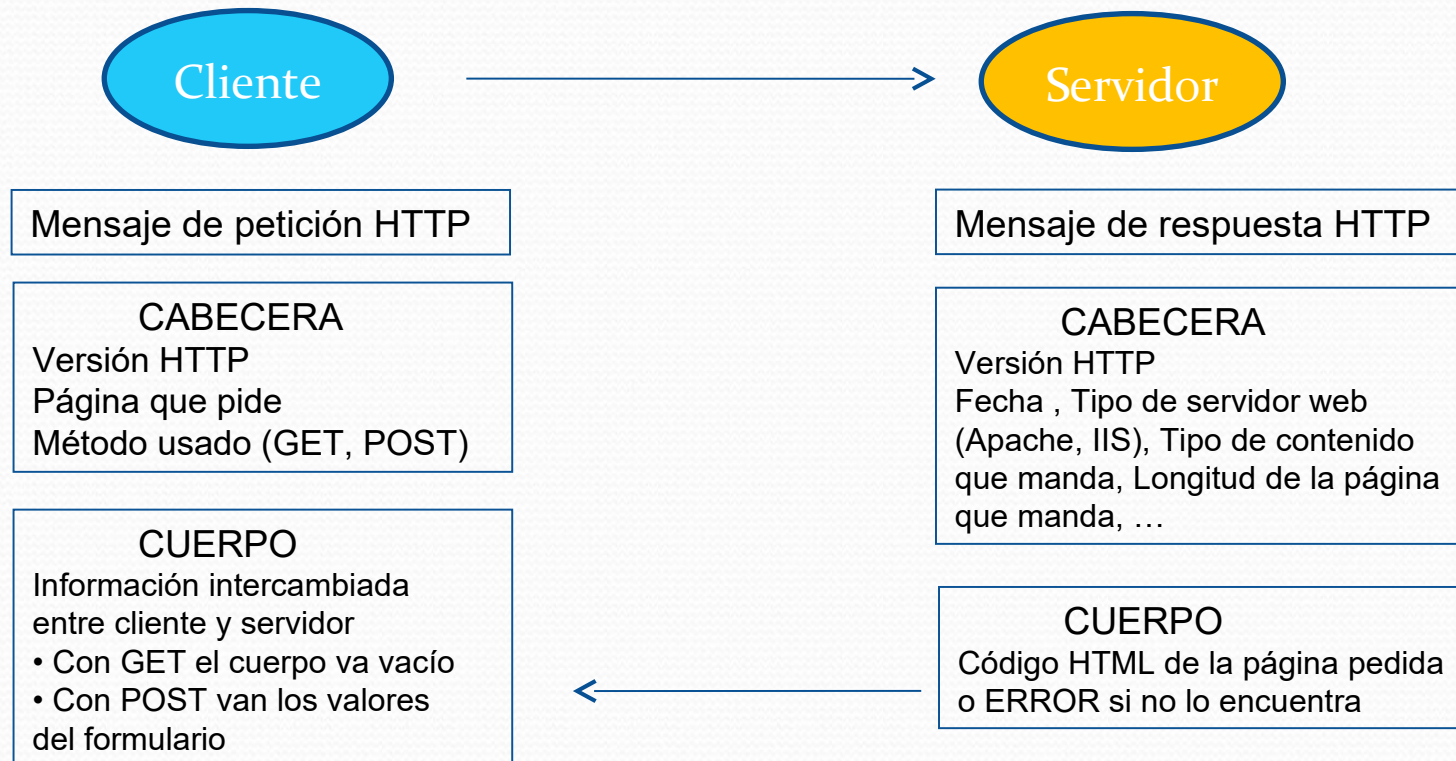 Cliente
Servidor
Mensaje de petición HTTP
CABECERA
Versión HTTP
Página que pide
Método usado (GET, POST)
CUERPO
Información intercambiada
entre cliente y servidor
• Con GET el cuerpo va vacío
• Con POST van los valores
del formulario
Mensaje de respuesta HTTP
CABECERA
Versión HTTP
Fecha , Tipo de servidor web
(Apache, IIS), Tipo de contenido
que manda, Longitud de la página
que manda, …
CUERPO
Código HTML de la página pedida
o ERROR si no lo encuentra